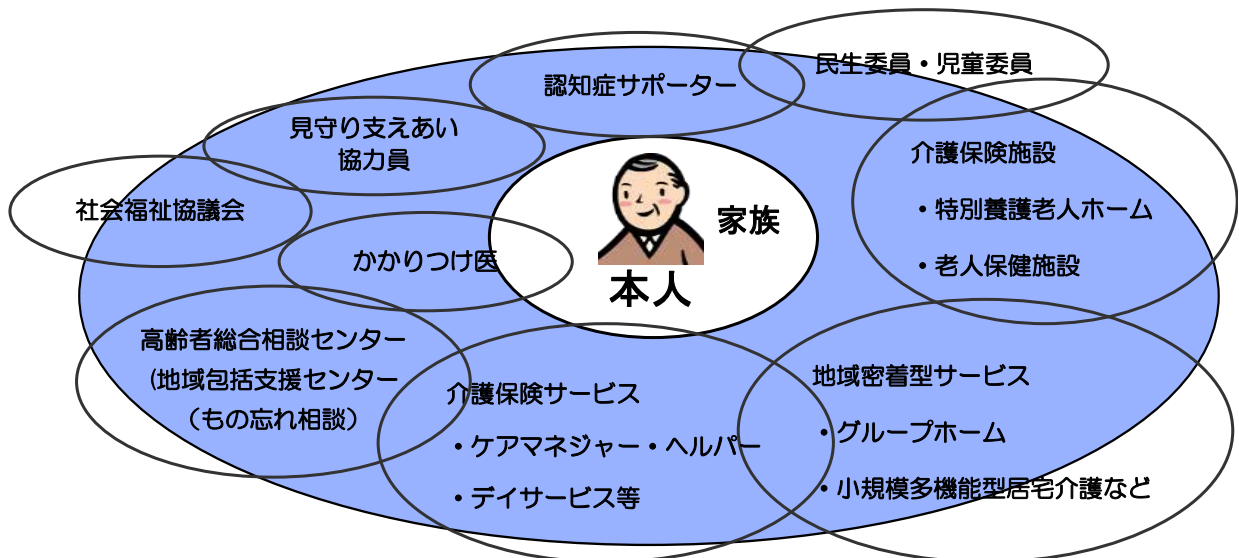 民生委員・児童委員
認知症サポーター
見守り支えあい
協力員
介護保険施設
・特別養護老人ホーム
・老人保健施設
社会福祉協議会
家族
本人
かかりつけ医
高齢者総合相談センター
(地域包括支援センター
（もの忘れ相談）
介護保険サービス
・ケアマネジャー・ヘルパー
・デイサービス等
地域密着型サービス
・グループホーム
・小規模多機能型居宅介護など